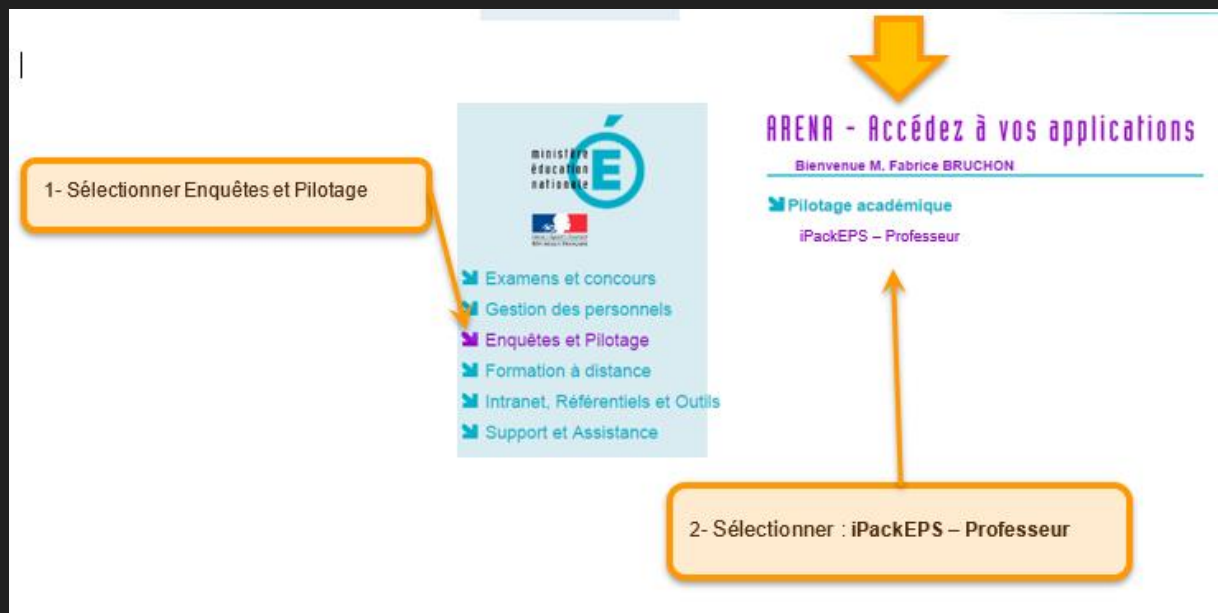 ministère
éducation
nationale
É
ARENA - Accédez à vos applications
Bienvenue M. Fabrice BRUCHON
1- Sélectionner Enquêtes et Pilotage
Pilotage académique
iPackEPS – Professeur
Examens et concours
Gestion des personnels
Enquêtes et Pilotage
Formation à distance
Intranet, Référentiels et Outils
Support et Assistance
2- Sélectionner : iPackEPS – Professeur